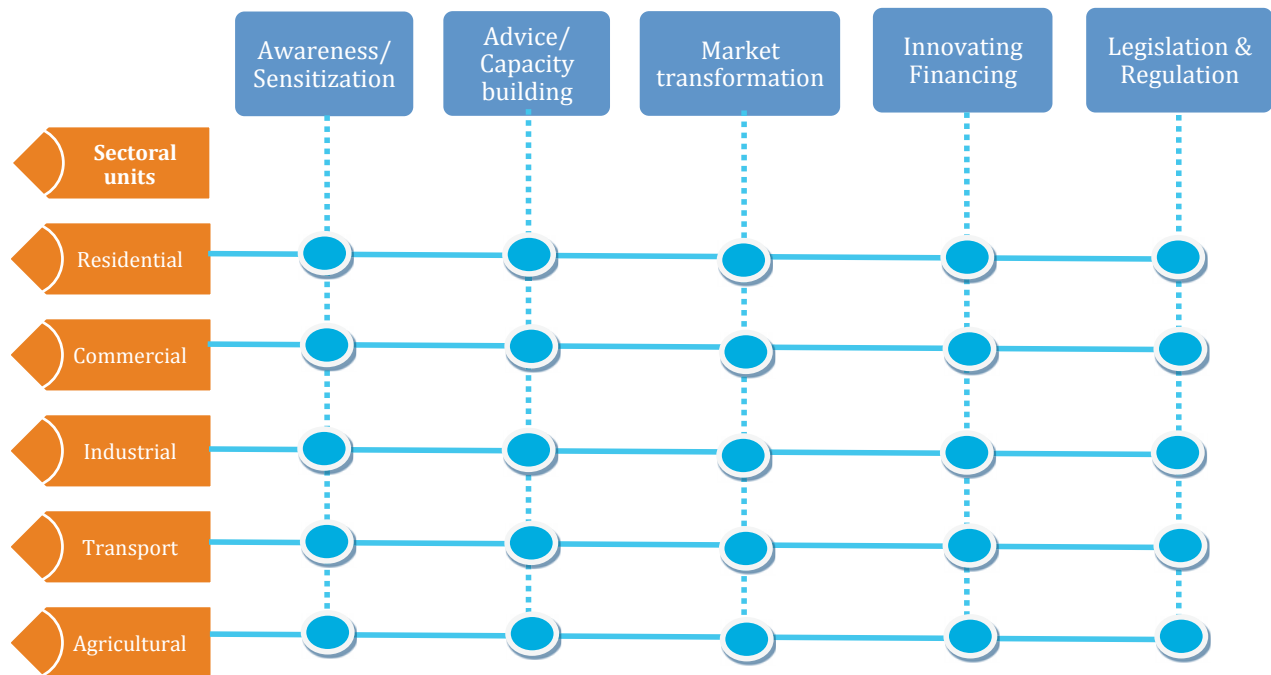 Awareness/
Sensitization
Advice/
Capacity
building
Market
transformation
Innovating
Financing
Legislation &
Regulation
Sectoral
units
Residential
Commercial
Industrial
Transport
Agricultural